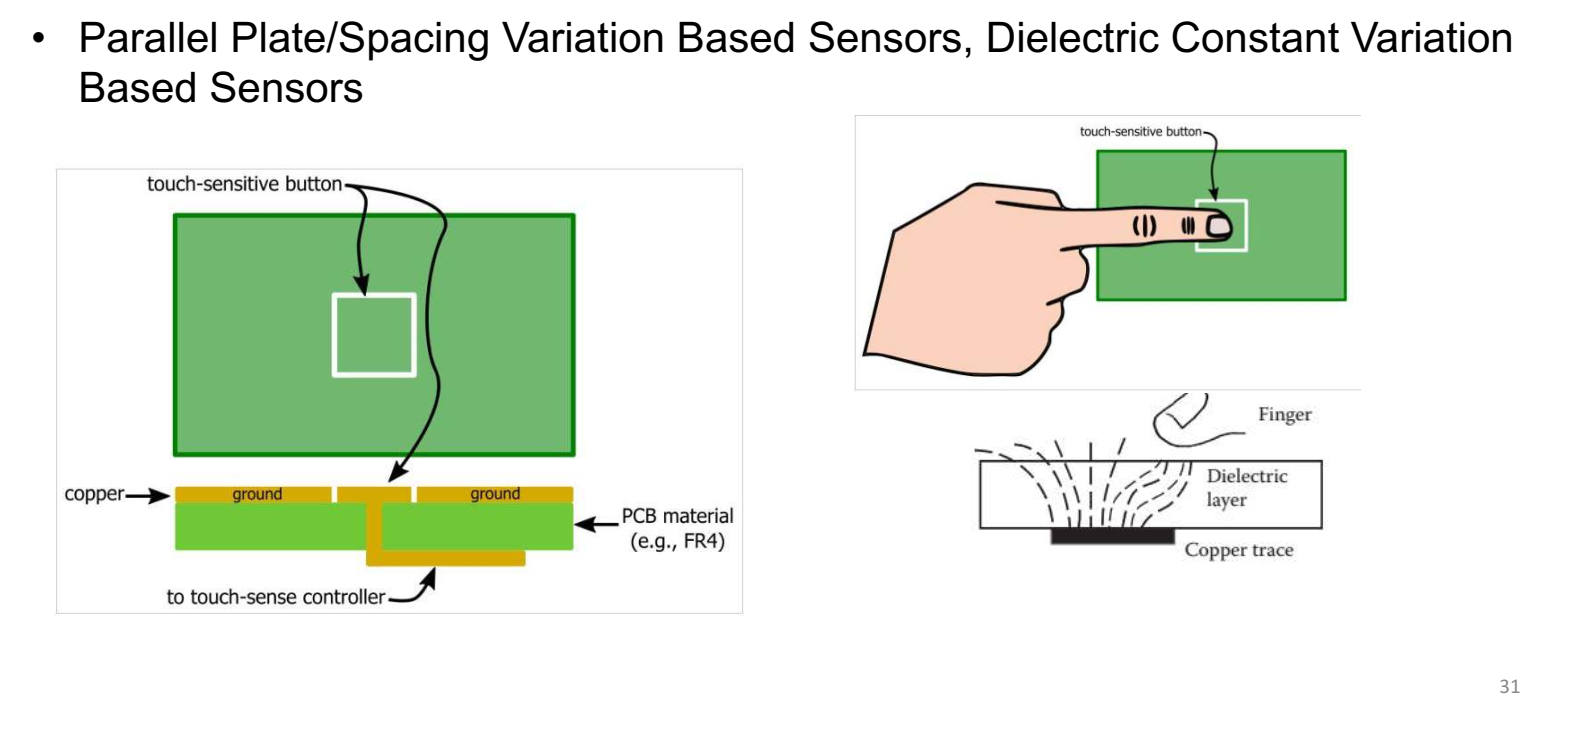 • Parallel Plate/Spacing Variation Based Sensors, Dielectric Constant Variation
Based Sensors
touch-sensitive button
copper
ground
ground
PCB material
(e.g., FR4)
to touch-sense controller
touch-sensitive button
Finger
Dielectric
layer
Copper trace
31